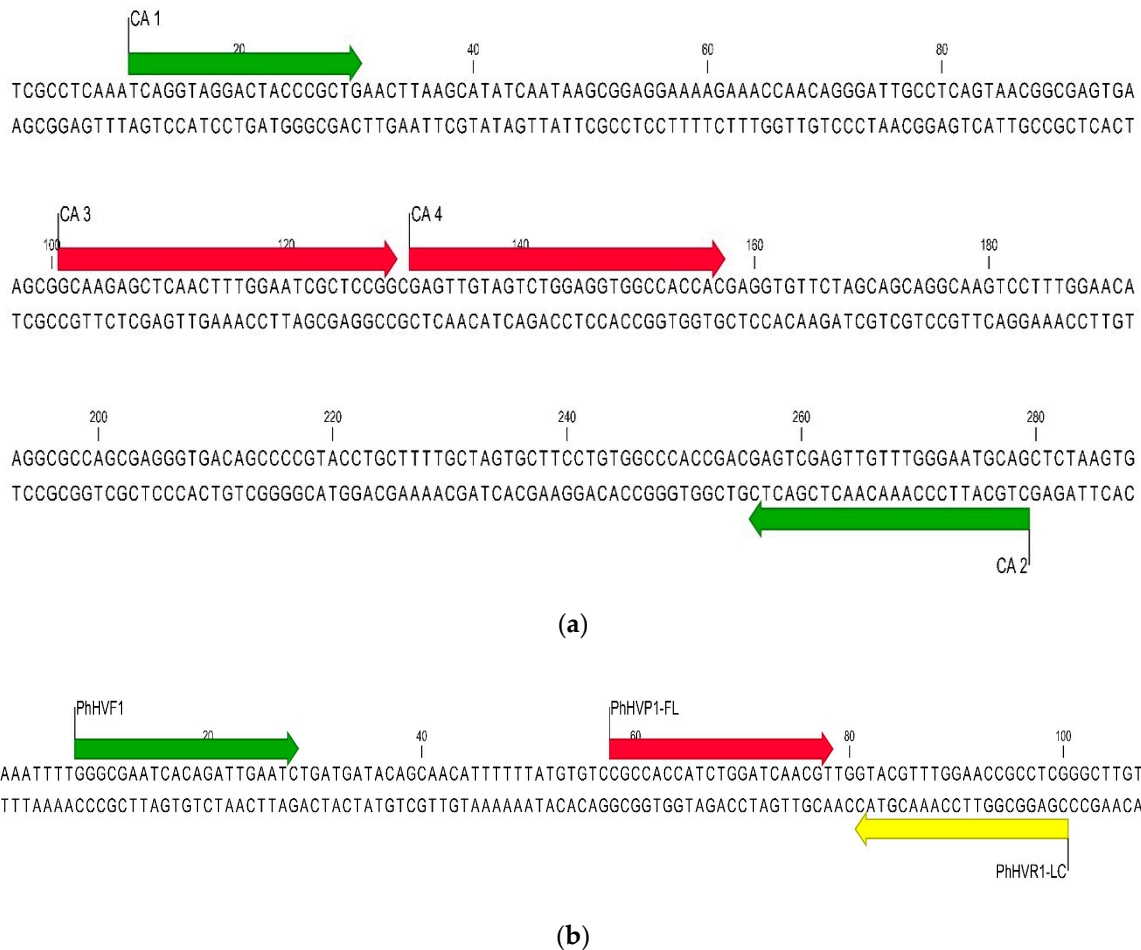 CA 1
20 40 60 80
TCGCCTCAAATCAGGTAGGACTACCCGCTGAACTTAAGCATATCAATAAGCGGAGGAAAAGAAACCAACAGGGATTGCCTCAGTAACGGCGAGTGA
AGCGGAGTTTAGTCCATCCTGATGGGCGACTTGAATTCGTATAGTTATTCGCCTCCTTTTCTTTGGTTGTCCCTAACGGAGTCATTGCCGCTCACT
CA 3 CA 4
100 120 140 160 180
AGCGGCAAGAGCTCAACTTTGGAATCGCTCCGGCGAGTTGTAGTCTGGAGGTGGCCACCACGAGGTGTTCTAGCAGCAGGCAAGTCCTTTGGAACA
TCGCCGTTCTCGAGTTGAAACCTTAGCGAGGCCGCTCAACATCAGACCTCCACCGGTGGTGCTCCACAAGATCGTCGTCCGTTCAGGAAACCTTGT
200 220 240 260 280
AGGCGCCAGCGAGGGTGACAGCCCCGTACCTGCTTTTGCTAGTGCTTCCTGTGGCCCACCGACGAGTCGAGTTGTTTGGGAATGCAGCTCTAAGTG
TCCGCGGTCGCTCCCACTGTCGGGGCATGGACGAAAACGATCACGAAGGACACCGGGTGGCTGCTCAGCTCAACAAACCCTTACGTCGAGATTCAC
CA 2
(a)
PhHVF1 PhHVP1-FL
20 40 60 80 100
AAATTTTGGGCGAATCACAGATTGAATCTGATGATACAGCAACATTTTTTATGTGTCCGCCACCATCTGGATCAACGTTGGTACGTTTGGAACCGCCTCGGGCTTGT
TTTAAAACCCGCTTAGTGTCTAACTTAGACTACTATGTCGTTGTAAAAAATACACAGGCGGTGGTAGACCTAGTTGCAACCATGCAAACCTTGGCGGAGCCCGAACA
PhHVR1-LC
(b)